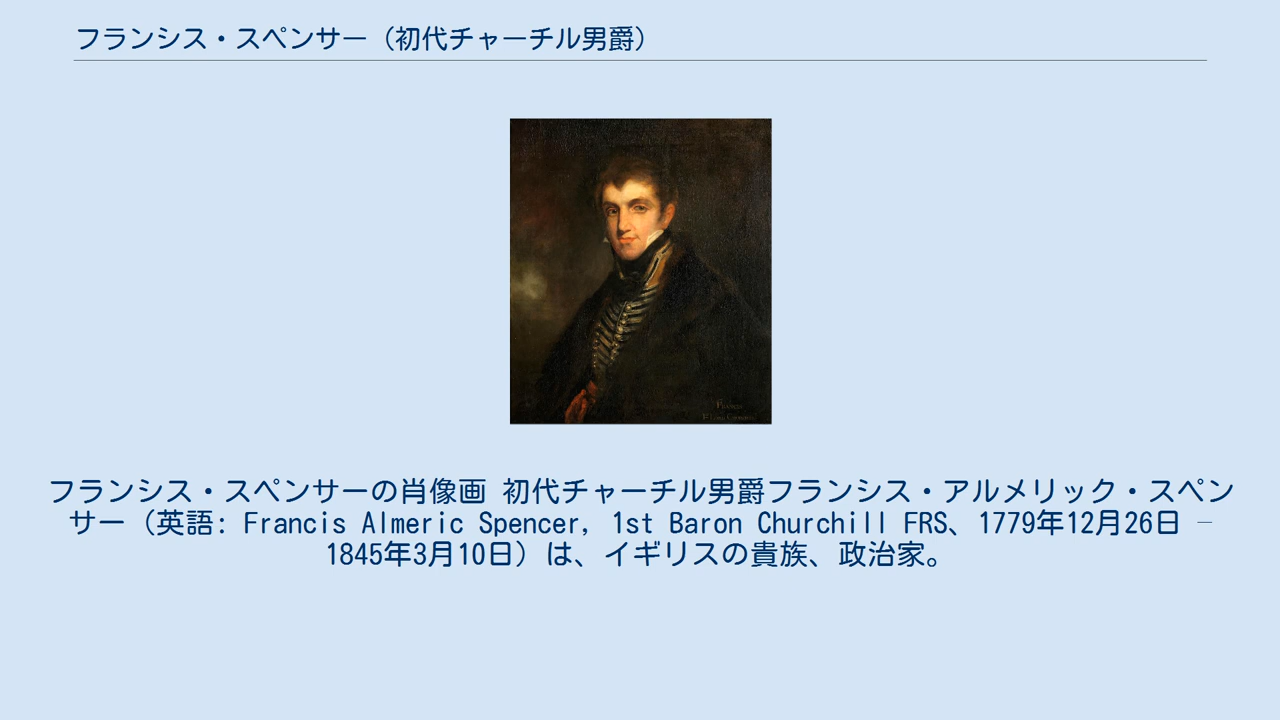 フランシス・スペンサー（初代チャーチル男爵）
フランシス・スペンサーの肖像画 初代チャーチル男爵フランシス・アルメリック・スペン
サー（英語: Francis Almeric Spencer, 1st Baron Churchill FRS、1779年12月26日 –
1845年3月10日）は、イギリスの貴族、政治家。